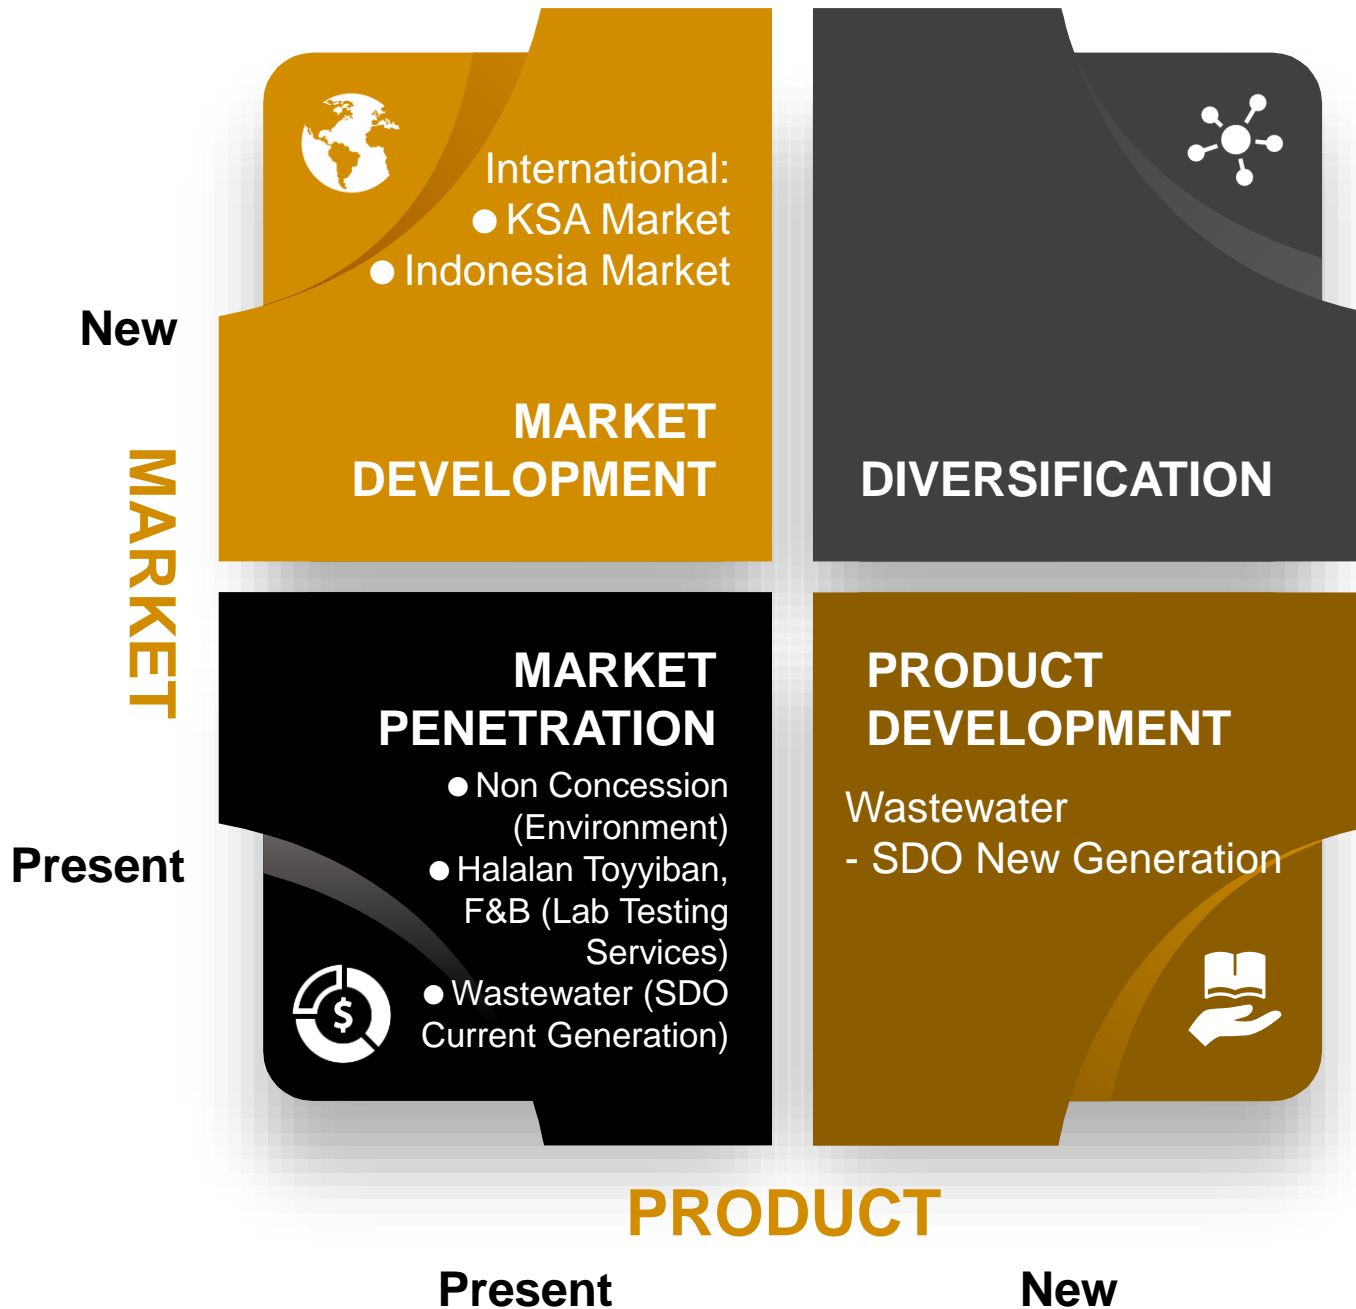 International:
● KSA Market
● Indonesia Market
New
MARKET
DEVELOPMENT
DIVERSIFICATION
MARKET
MARKET
PENETRATION
● Non Concession
(Environment)
● Halalan Toyyiban,
F&B (Lab Testing
Services)
● Wastewater (SDO
Current Generation)
PRODUCT
DEVELOPMENT
Wastewater
- SDO New Generation
Present
$
PRODUCT
Present
New